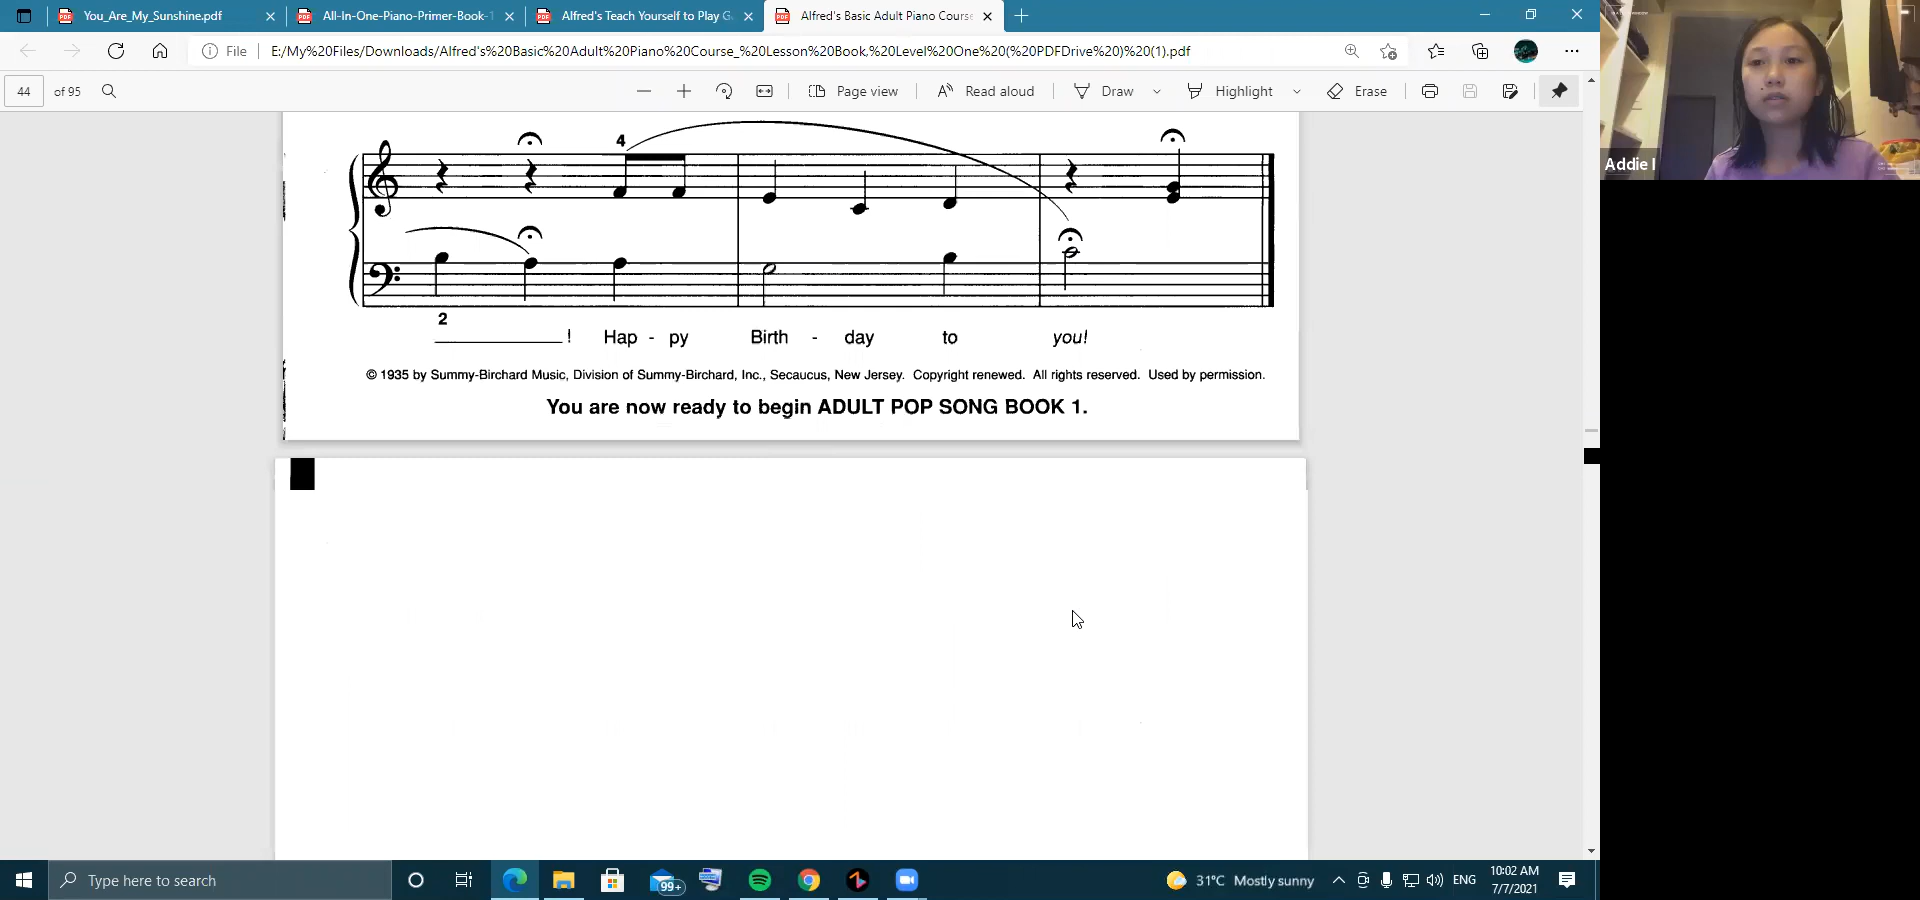 You_Are_My_Sunshine.pdf
All-In-One-Piano-Primer-Book-1
Alfred's Teach Yourself to Play G
Alfred's Basic Adult Piano Course
File
E:/My%20Files/Downloads/Alfred's%20Basic%20Adult%20Piano%20Course_%20Lesson%20Book,%20Level%20One%20(%20PDFDrive%20)%20(1).pdf
44 of 95
Page view
Read aloud
Draw
Highlight
Erase
Addie I
4
2
! Hap - py Birth - day to you!
© 1935 by Summy-Birchard Music, Division of Summy-Birchard, Inc., Secaucus, New Jersey. Copyright renewed. All rights reserved. Used by permission.
You are now ready to begin ADULT POP SONG BOOK 1.
Type here to search
99+
31°C Mostly sunny
ENG
10:02 AM
7/7/2021